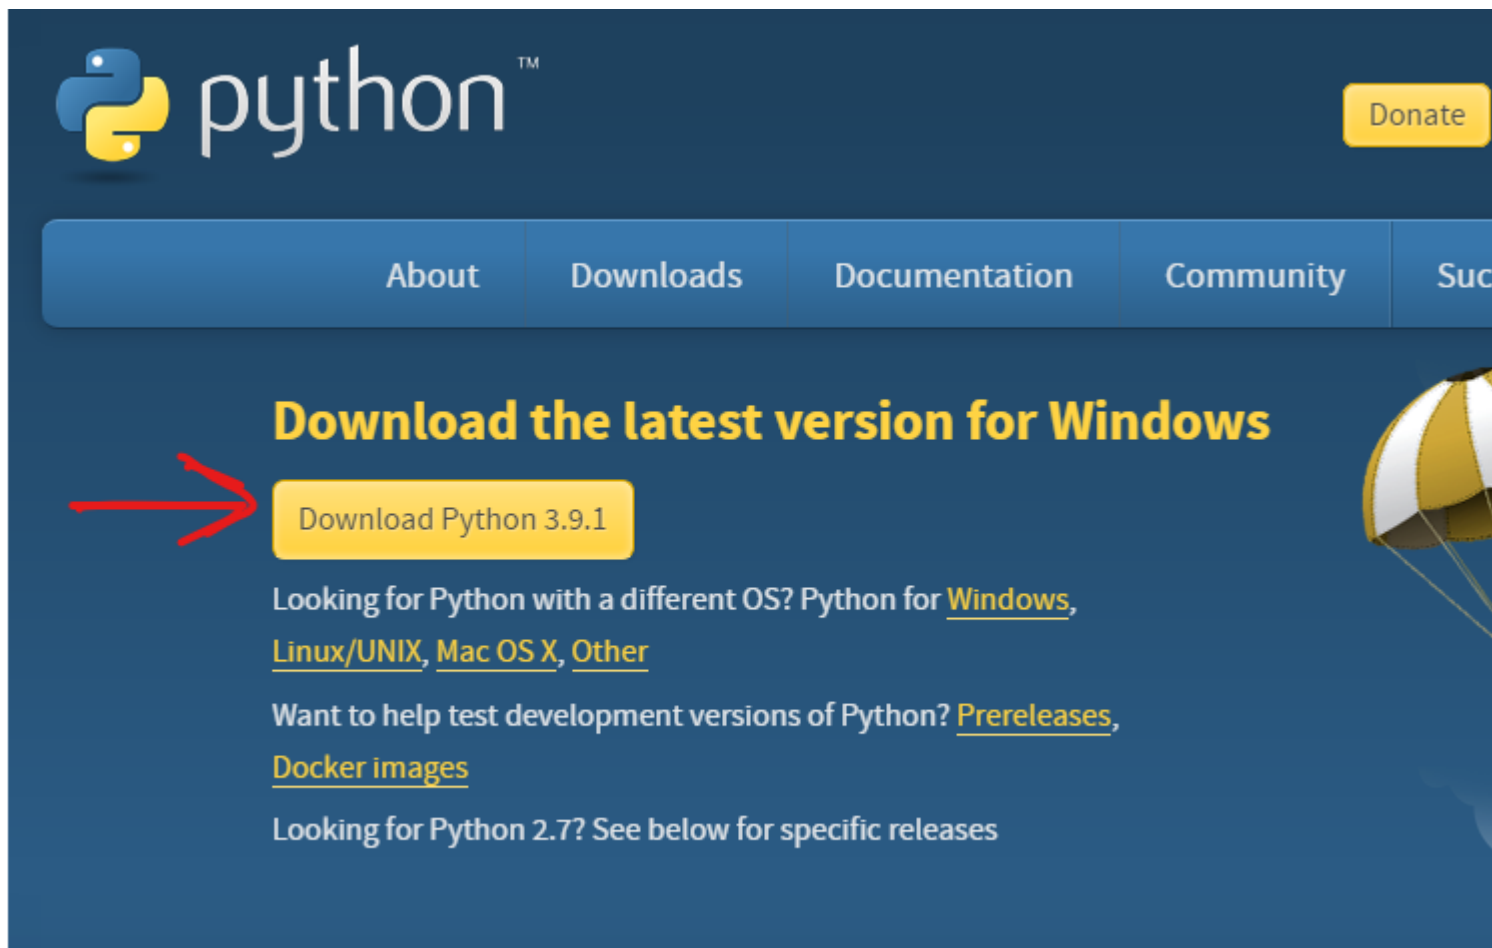 python™
Donate
About Downloads Documentation Community Suc
Download the latest version for Windows
Download Python 3.9.1
Looking for Python with a different OS? Python for Windows,
Linux/UNIX, Mac OS X, Other
Want to help test development versions of Python? Prereleases,
Docker images
Looking for Python 2.7? See below for specific releases